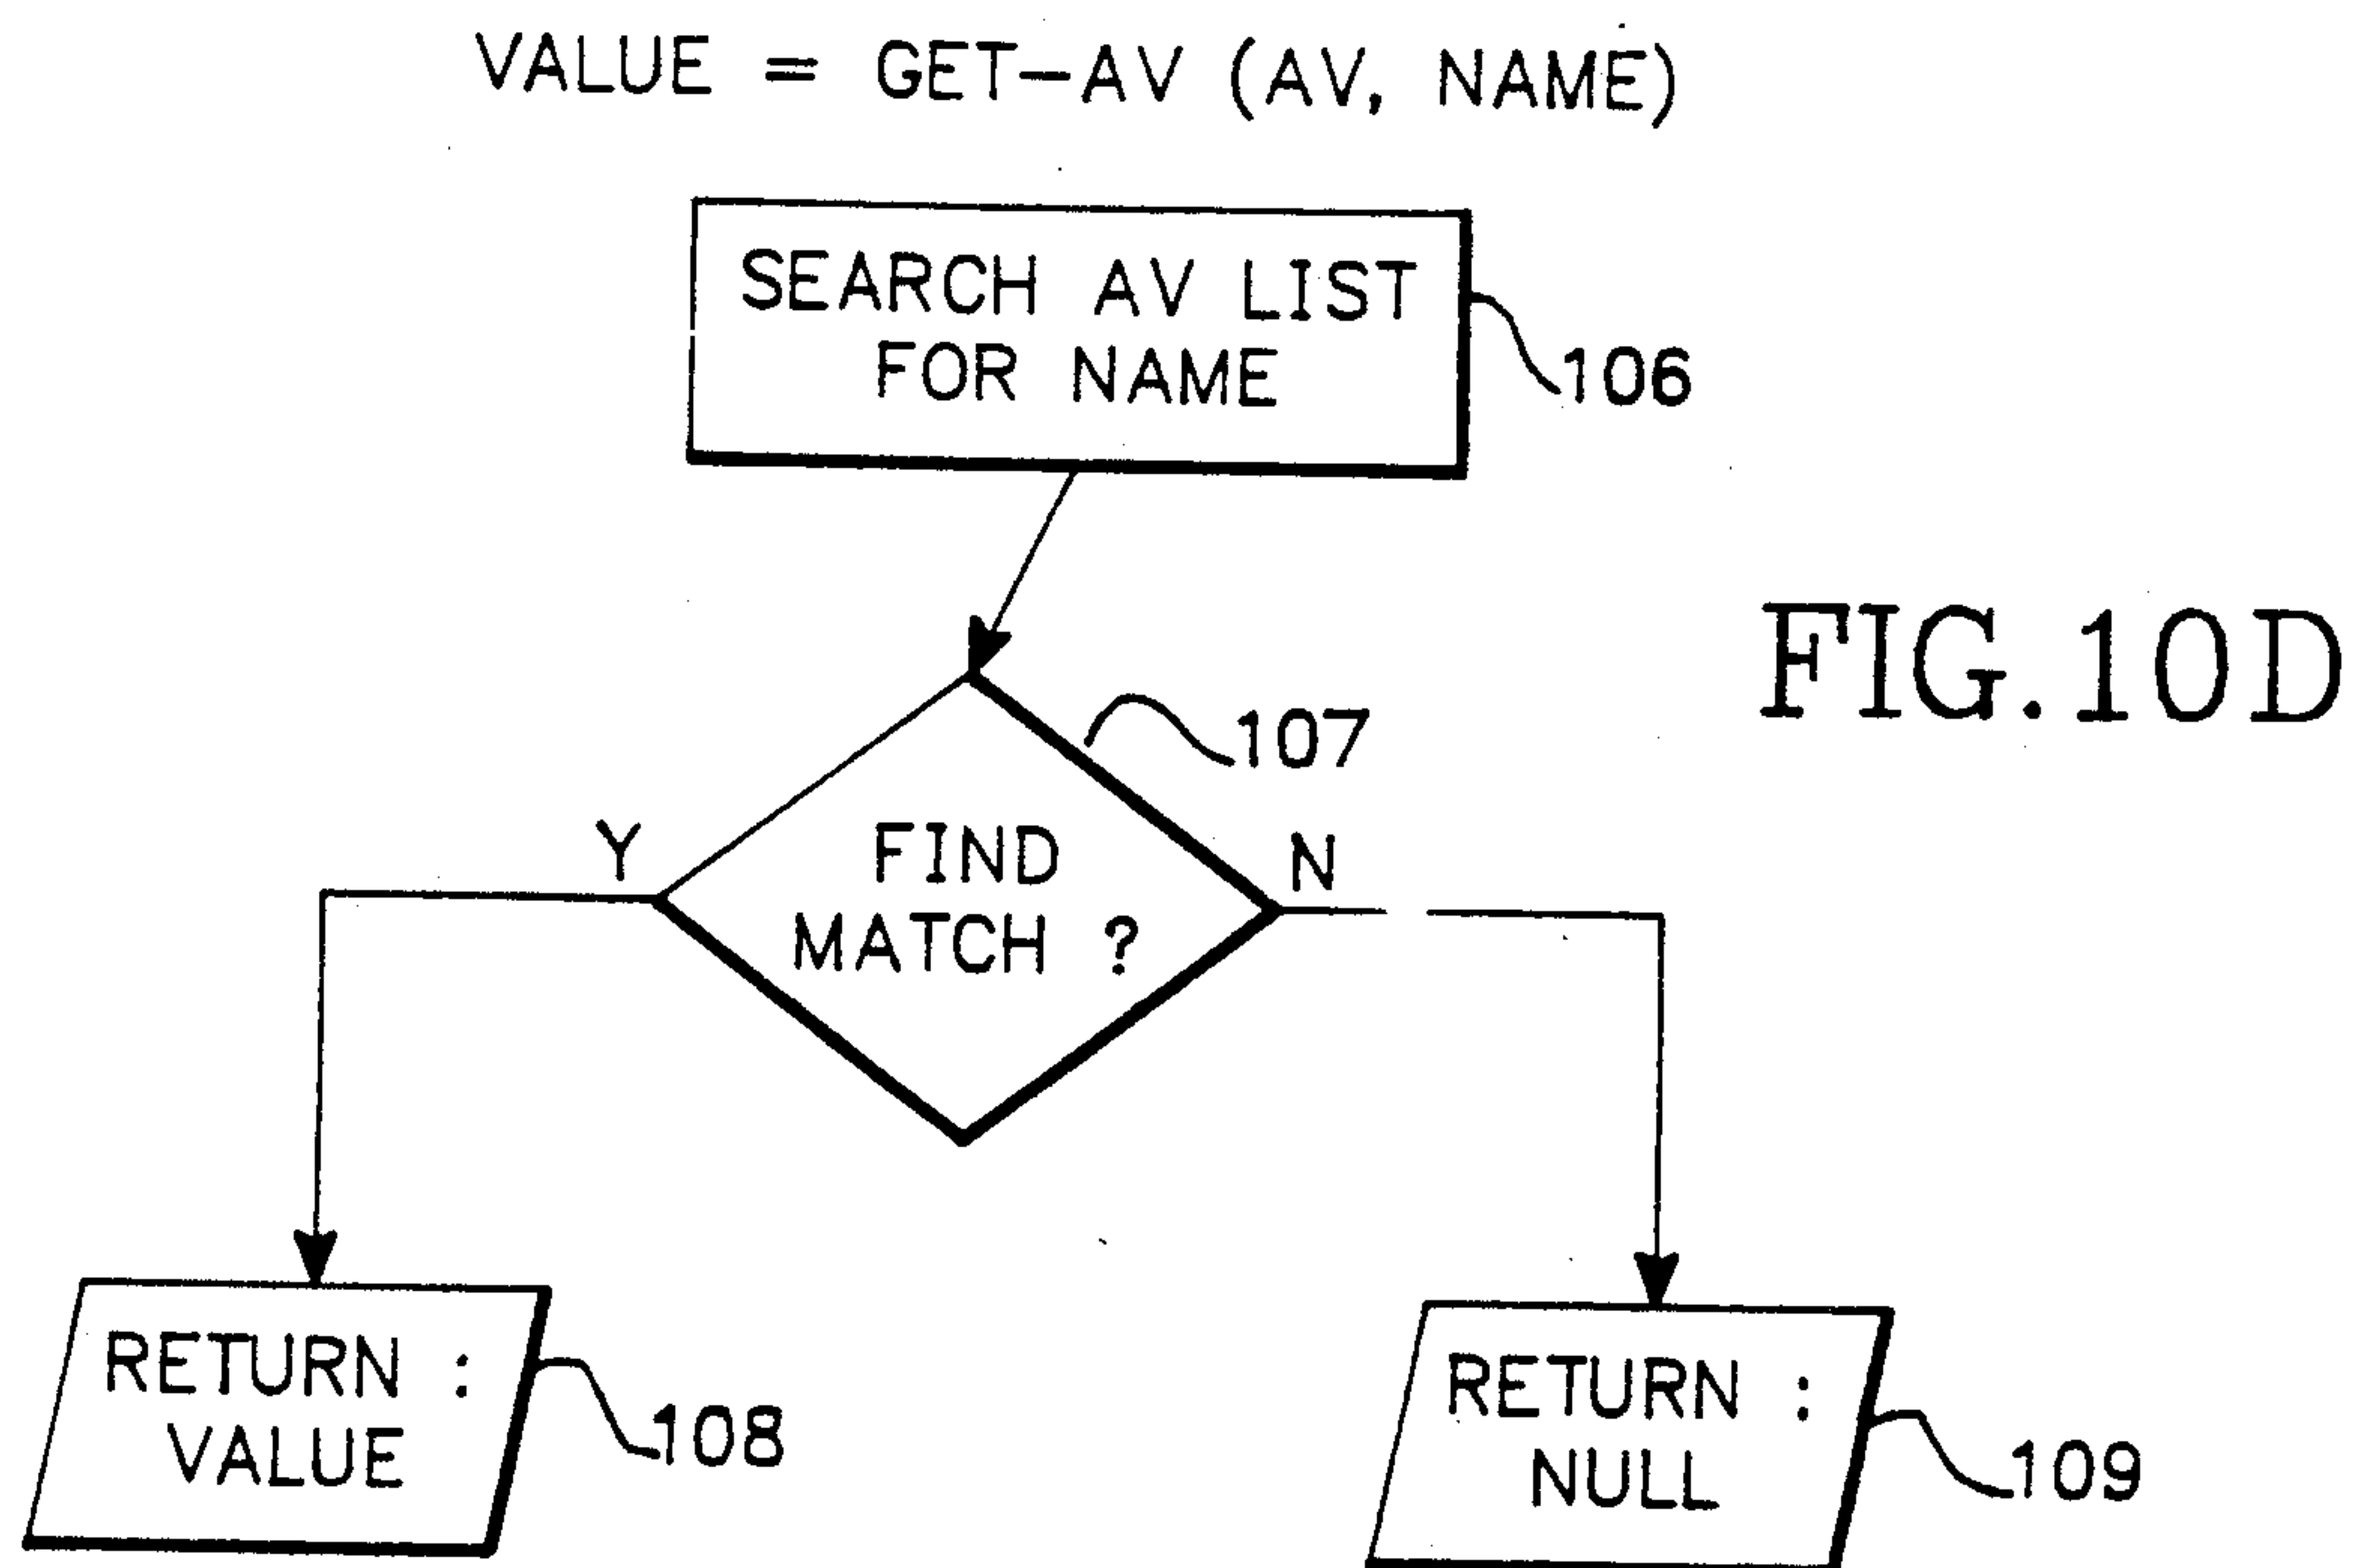 VALUE = GET-AV (AV, NAME)
SEARCH AV LIST
FOR NAME
106
FIG.10D
107
Y
FIND
MATCH ?
N
RETURN :
VALUE
108
RETURN :
NULL
109